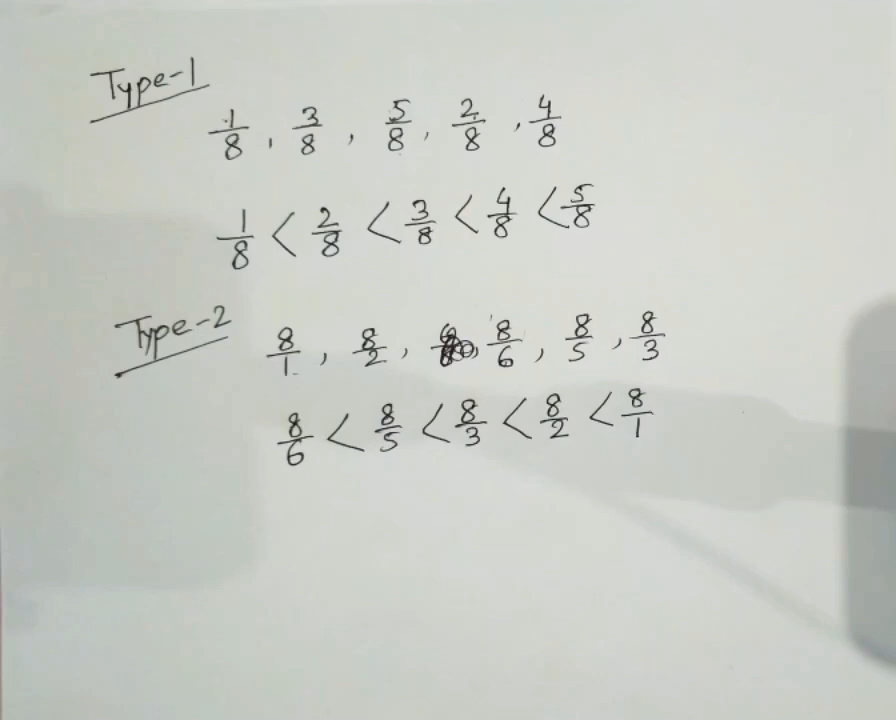 Type-1
1/8, 3/8, 5/8, 2/8, 4/8
1/8 < 2/8 < 3/8 < 4/8 < 5/8
Type-2
8/1, 8/2, 8/6, 8/5, 8/3
8/6 < 8/5 < 8/3 < 8/2 < 8/1